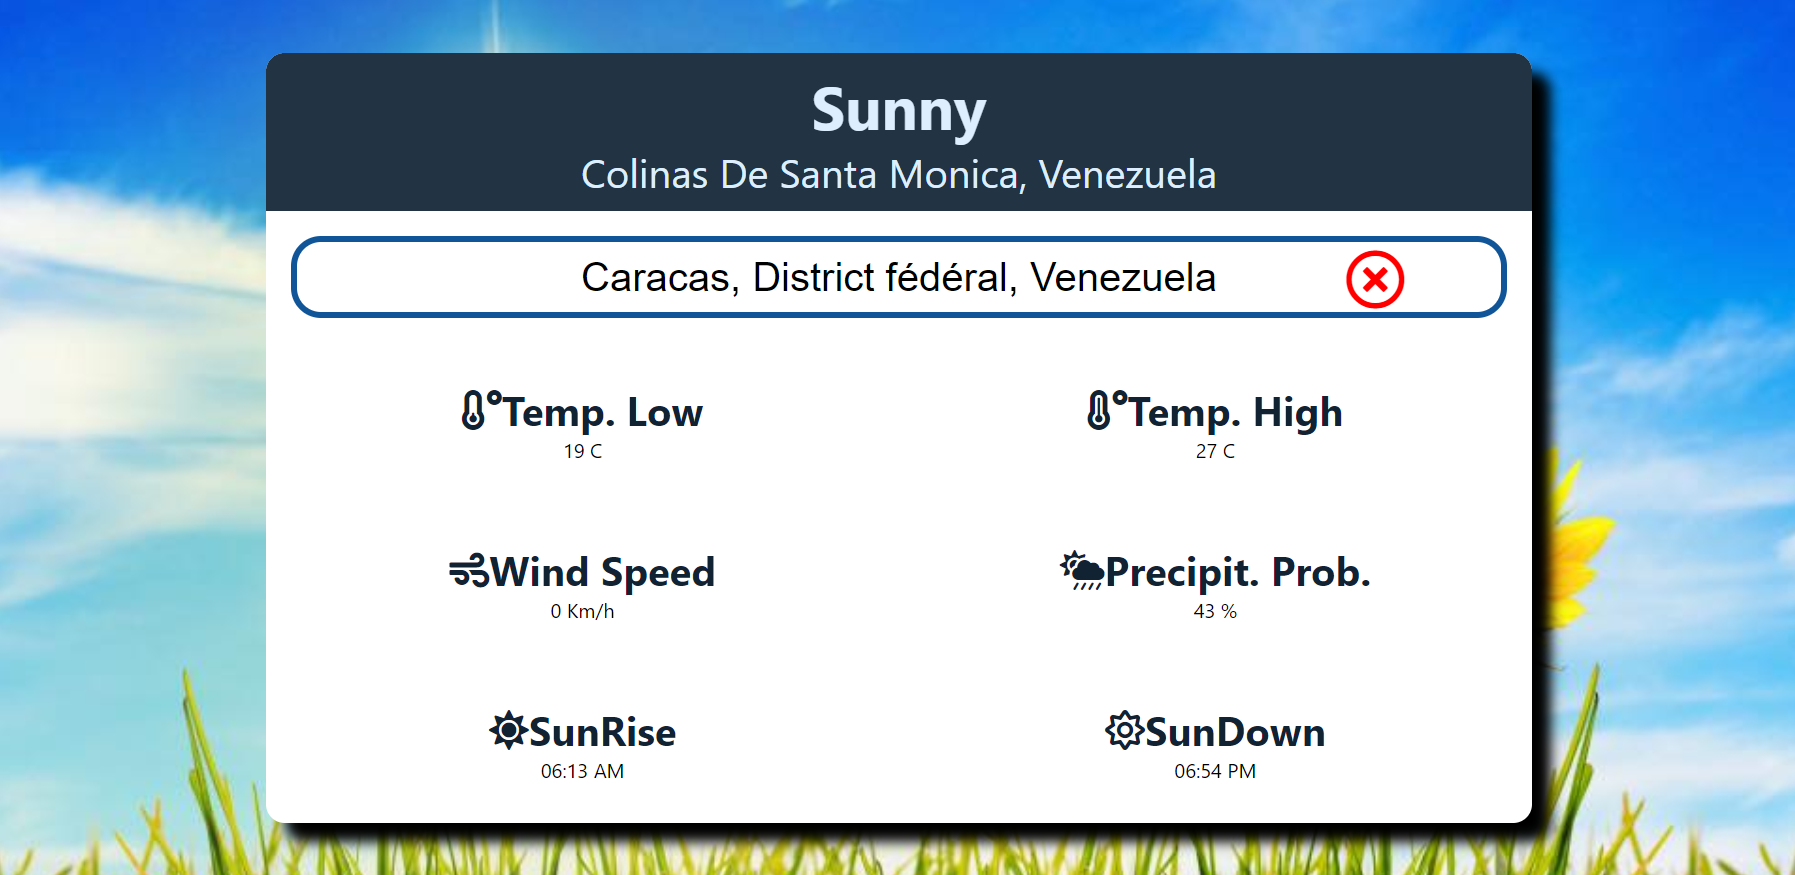 Sunny
Colinas De Santa Monica, Venezuela
Caracas, District fédéral, Venezuela
Temp. Low
19 C
Temp. High
27 C
Wind Speed
0 Km/h
Precipit. Prob.
43 %
SunRise
06:13 AM
SunDown
06:54 PM